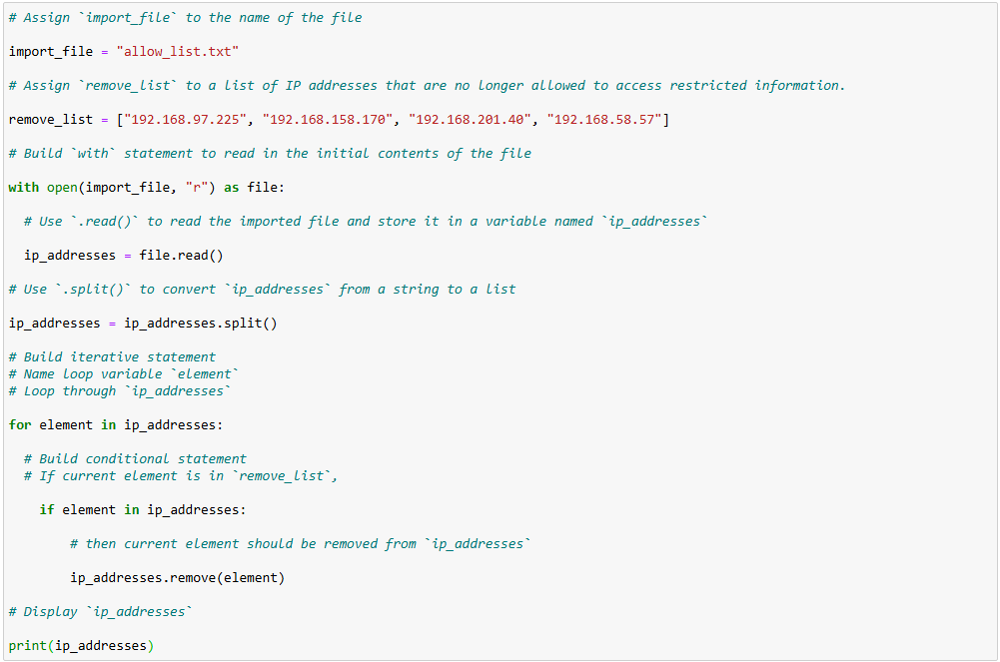 # Assign `import_file` to the name of the file
import_file = "allow_list.txt"
# Assign `remove_list` to a list of IP addresses that are no longer allowed to access restricted information.
remove_list = ["192.168.97.225", "192.168.158.170", "192.168.201.40", "192.168.58.57"]
# Build `with` statement to read in the initial contents of the file
with open(import_file, "r") as file:
# Use `.read()` to read the imported file and store it in a variable named `ip_addresses`
ip_addresses = file.read()
# Use `.split()` to convert `ip_addresses` from a string to a list
ip_addresses = ip_addresses.split()
# Build iterative statement
# Name loop variable `element`
# Loop through `ip_addresses`
for element in ip_addresses:
# Build conditional statement
# If current element is in `remove_list`,
if element in ip_addresses:
# then current element should be removed from `ip_addresses`
ip_addresses.remove(element)
# Display `ip_addresses`
print(ip_addresses)